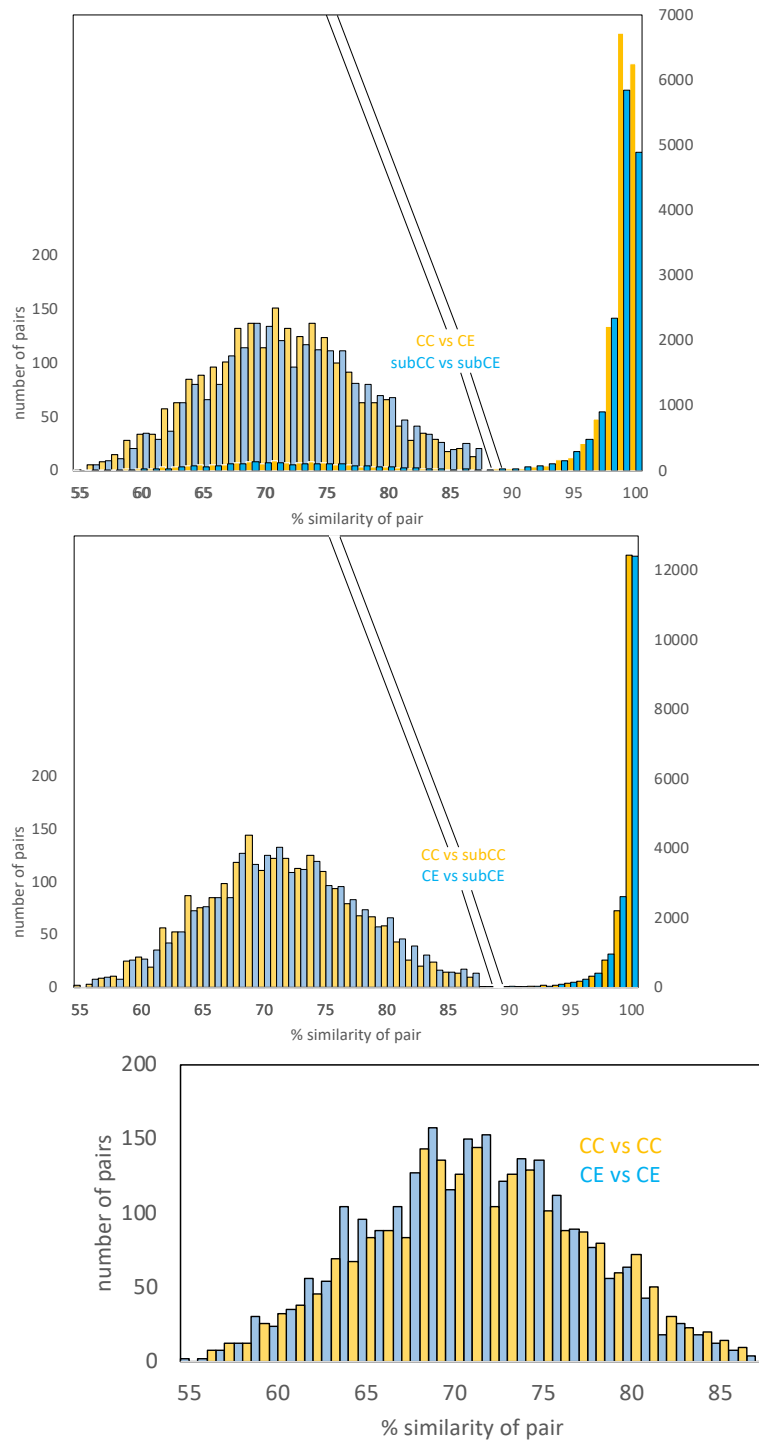 7000
6000
5000
4000
3000
2000
1000
0
200
150
100
50
0
number of pairs
CC vs CE
subCC vs subCE
55 60 65 70 75 80 85 90 95 100
% similarity of pair
12000
10000
8000
6000
4000
2000
0
200
150
100
50
0
number of pairs
CC vs subCC
CE vs subCE
55 60 65 70 75 80 85 90 95 100
% similarity of pair
200
150
100
50
0
number of pairs
CC vs CC
CE vs CE
55 60 65 70 75 80 85
% similarity of pair